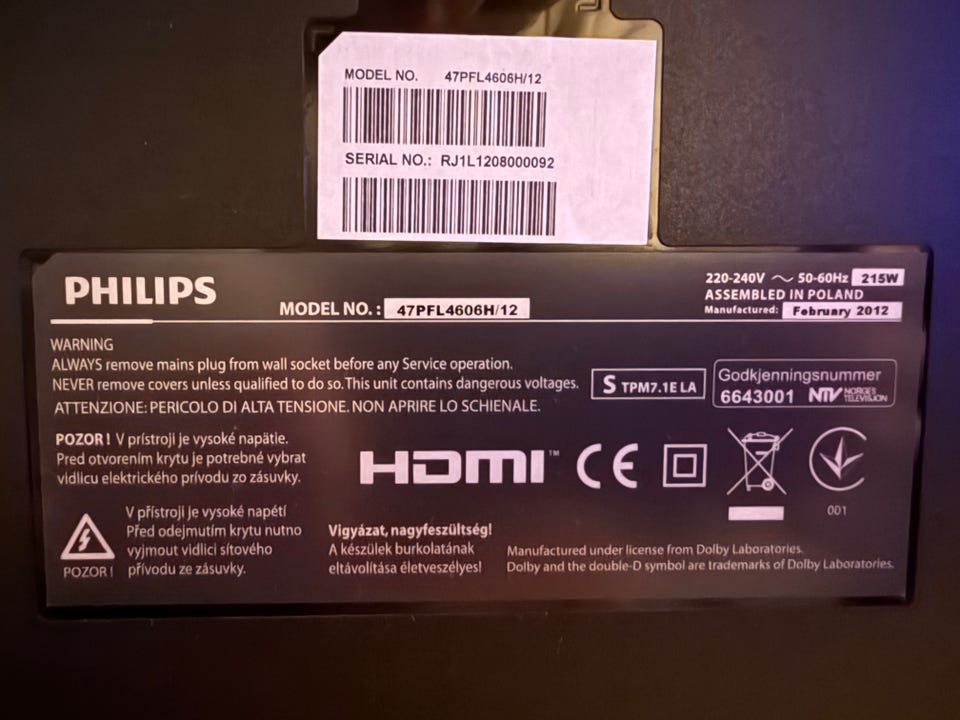 MODEL NO. 47PFL4606H/12
SERIAL NO.: RJ1L1208000092
PHILIPS
MODEL NO. : 47PFL4606H/12
220-240V ~ 50-60Hz 215W
ASSEMBLED IN POLAND
Manufactured: February 2012
WARNING
ALWAYS remove mains plug from wall socket before any Service operation.
NEVER remove covers unless qualified to do so. This unit contains dangerous voltages.
ATTENZIONE: PERICOLO DI ALTA TENSIONE. NON APRIRE LO SCHIENALE.
S TPM7.1E LA
Godkjenningsnummer
6643001 NTV NORGES TELEVISJON
POZOR ! V prístroji je vysoké napätie.
Pred otvorením krytu je potrebné vybrat
vidlicu elektrického prívodu zo zásuvky.
HDMI™ CE
001
V přístroji je vysoké napětí
Před odejmutím krytu nutno
vyjmout vidlici sítového
přívodu ze zásuvky.
POZOR !
Vigyázat, nagyfeszültség!
A készülek burkolatának
eltávolítása életveszélyes!
Manufactured under license from Dolby Laboratories.
Dolby and the double-D symbol are trademarks of Dolby Laboratories.